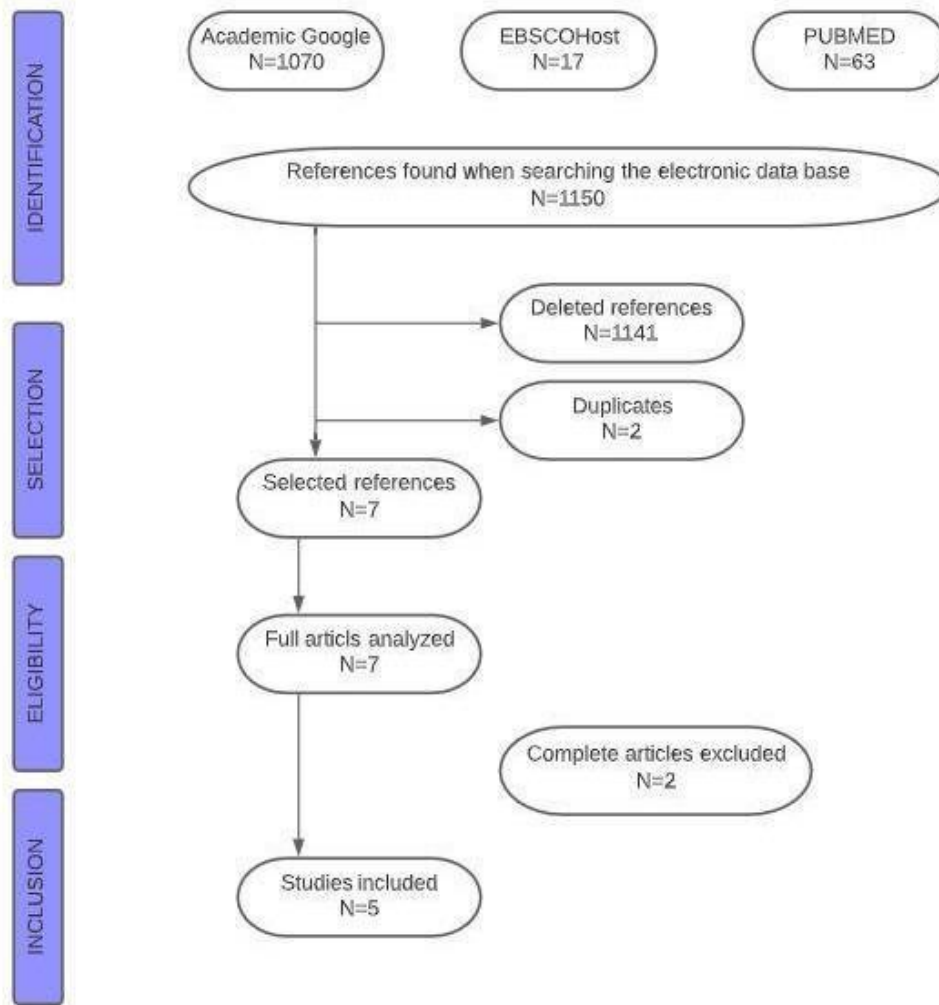 IDENTIFICATION
Academic Google
N=1070
EBSCOHost
N=17
PUBMED
N=63
References found when searching the electronic data base
N=1150
SELECTION
Deleted references
N=1141
Duplicates
N=2
Selected references
N=7
ELIGIBILITY
Full articls analyzed
N=7
Complete articles excluded
N=2
INCLUSION
Studies included
N=5